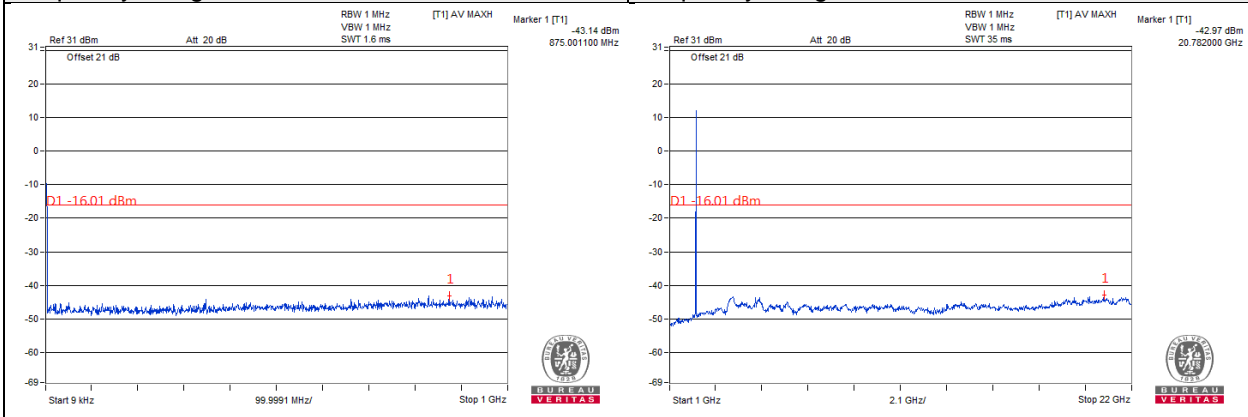 RBW 1 MHz [T1] AV MAXH Marker 1 [T1]
VBW 1 MHz -43.14 dBm
Ref 31 dBm Att 20 dB SWT 1.6 ms 875.001100 MHz
31
Offset 21 dB
20
10
0
-10
D1 -16.01 dBm
-20
-30
1
-40
-50
-60
-69
Start 9 kHz 99.9991 MHz/ Stop 1 GHz
BUREAU VERITAS
1828
BUREAU
VERITAS
RBW 1 MHz [T1] AV MAXH Marker 1 [T1]
VBW 1 MHz -42.97 dBm
Ref 31 dBm Att 20 dB SWT 35 ms 20.782000 GHz
31
Offset 21 dB
20
10
0
-10
D1 -16.01 dBm
-20
-30
1
-40
-50
-60
-69
Start 1 GHz 2.1 GHz/ Stop 22 GHz
BUREAU VERITAS
1828
BUREAU
VERITAS